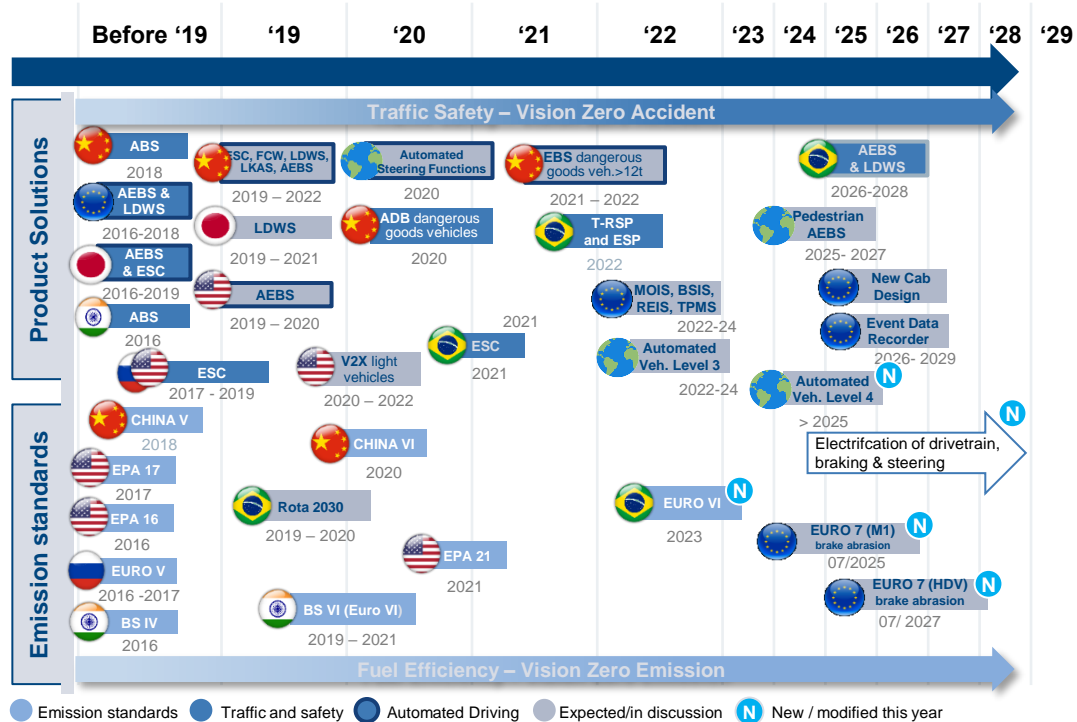 Before ‘19 ‘19 ‘20 ‘21 ‘22 ‘23 ‘24 ‘25 ‘26 ‘27 ‘28 ‘29
Traffic Safety – Vision Zero Accident
Product Solutions
ABS
2018
AEBS &
LDWS
2016-2018
AEBS
& ESC
2016-2019
ABS
2016
ESC
2017 - 2019
ESC, FCW, LDWS,
LKAS, AEBS
2019 – 2022
LDWS
2019 – 2021
AEBS
2019 – 2020
Automated
Steering Functions
2020
ADB dangerous
goods vehicles
2020
V2X light
vehicles
2020 – 2022
EBS dangerous
goods veh.>12t
2021 – 2022
T-RSP
and ESP
2022
2021
ESC
2021
MOIS, BSIS,
REIS, TPMS
2022-24
Automated
Veh. Level 3
2022-24
AEBS
& LDWS
2026-2028
Pedestrian
AEBS
2025- 2027
New Cab
Design
Event Data
Recorder
2026- 2029
N
Automated
Veh. Level 4
> 2025
N
Electrifcation of drivetrain,
braking & steering
Emission standards
CHINA V
2018
EPA 17
2017
EPA 16
2016
EURO V
2016 -2017
BS IV
2016
CHINA VI
2020
Rota 2030
2019 – 2020
EPA 21
2021
BS VI (Euro VI)
2019 – 2021
N
EURO VI
2023
N
EURO 7 (M1)
brake abrasion
07/2025
N
EURO 7 (HDV)
brake abrasion
07/ 2027
Fuel Efficiency – Vision Zero Emission
Emission standards
Traffic and safety
Automated Driving
Expected/in discussion
N New / modified this year